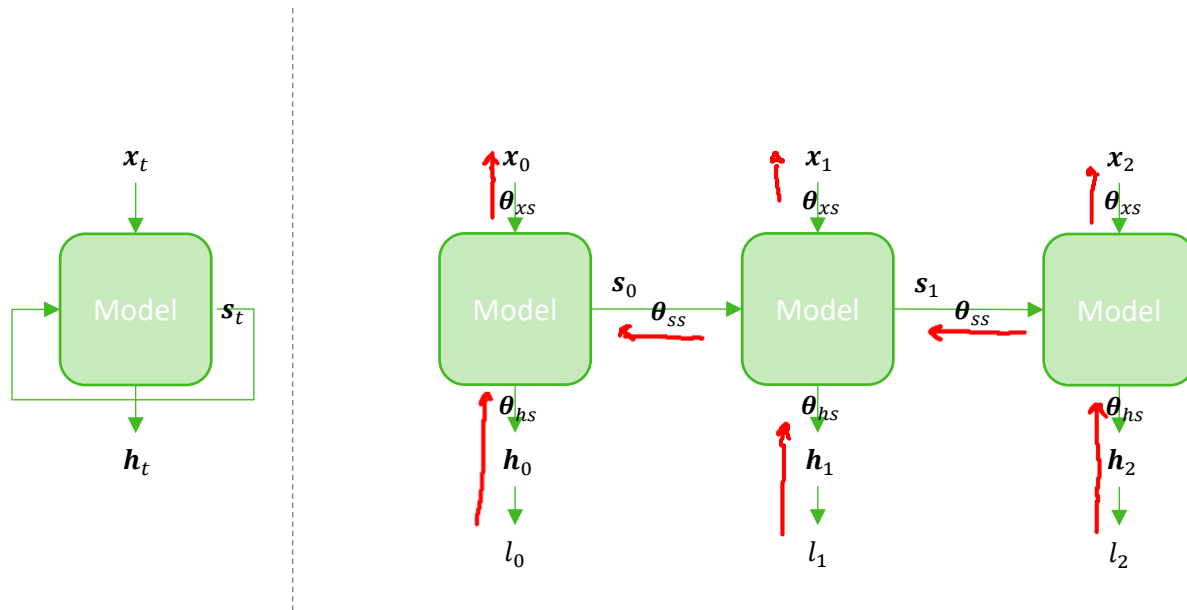 x_t
Model
s_t
h_t
x_0 x_1 x_2
θ_xs θ_xs θ_xs
Model s_0 θ_ss Model s_1 θ_ss Model
θ_hs θ_hs θ_hs
h_0 h_1 h_2
l_0 l_1 l_2